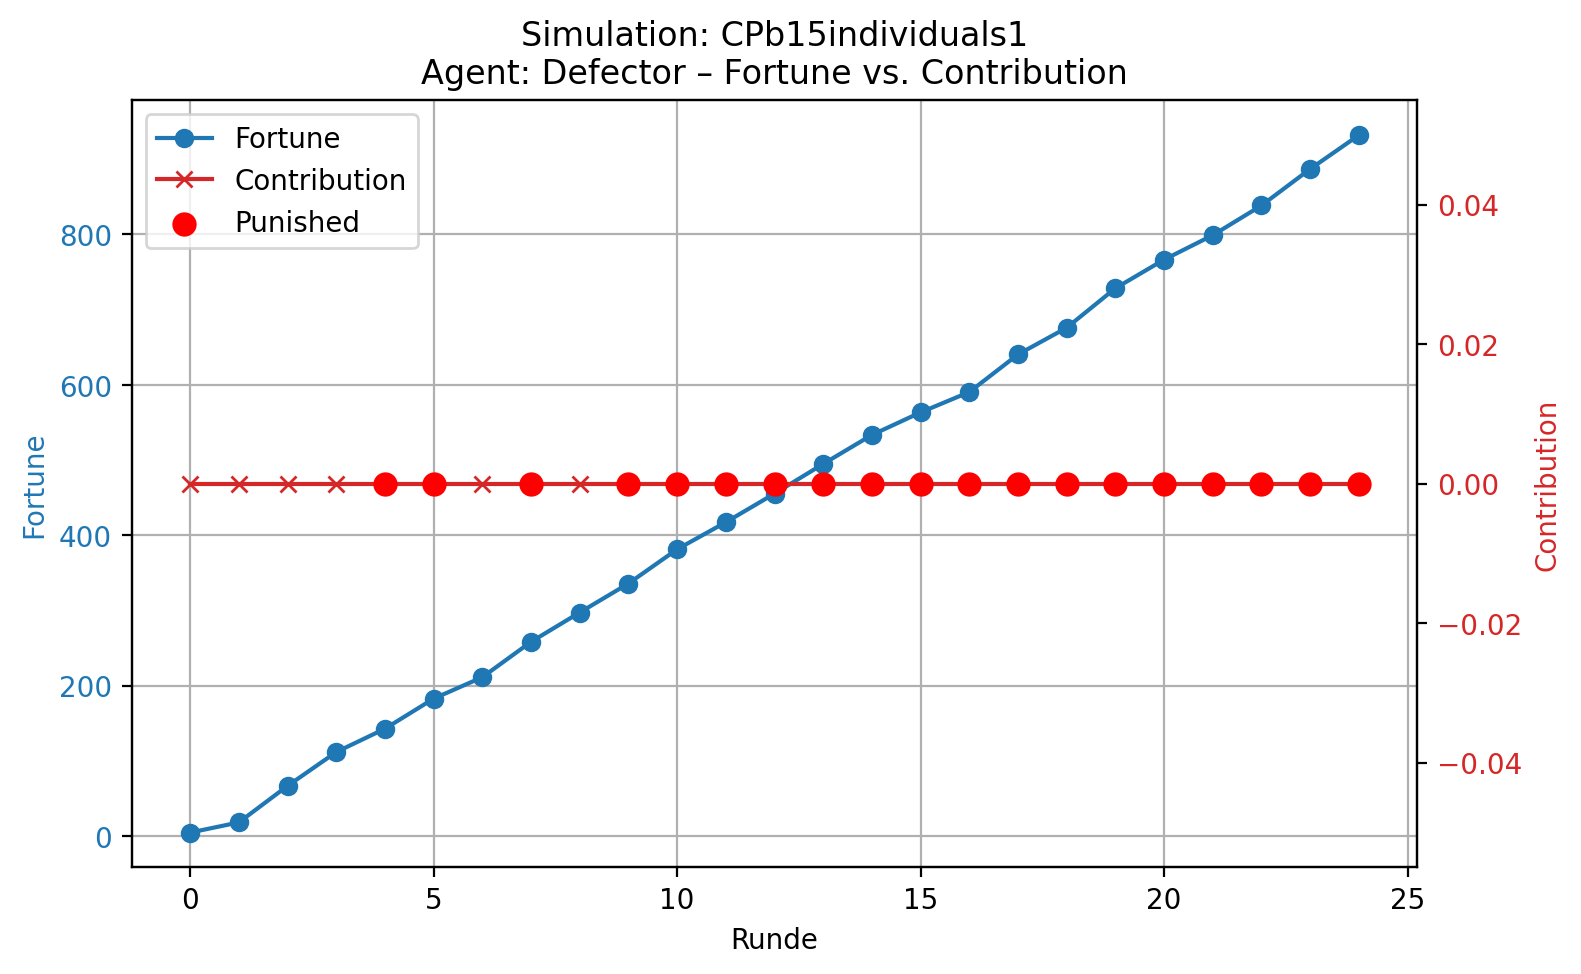 Simulation: CPb15individuals1
Agent: Defector – Fortune vs. Contribution
Fortune
Contribution
Punished
Fortune
800
600
400
200
0
0.04
0.02
0.00
−0.02
−0.04
Contribution
0 5 10 15 20 25
Runde